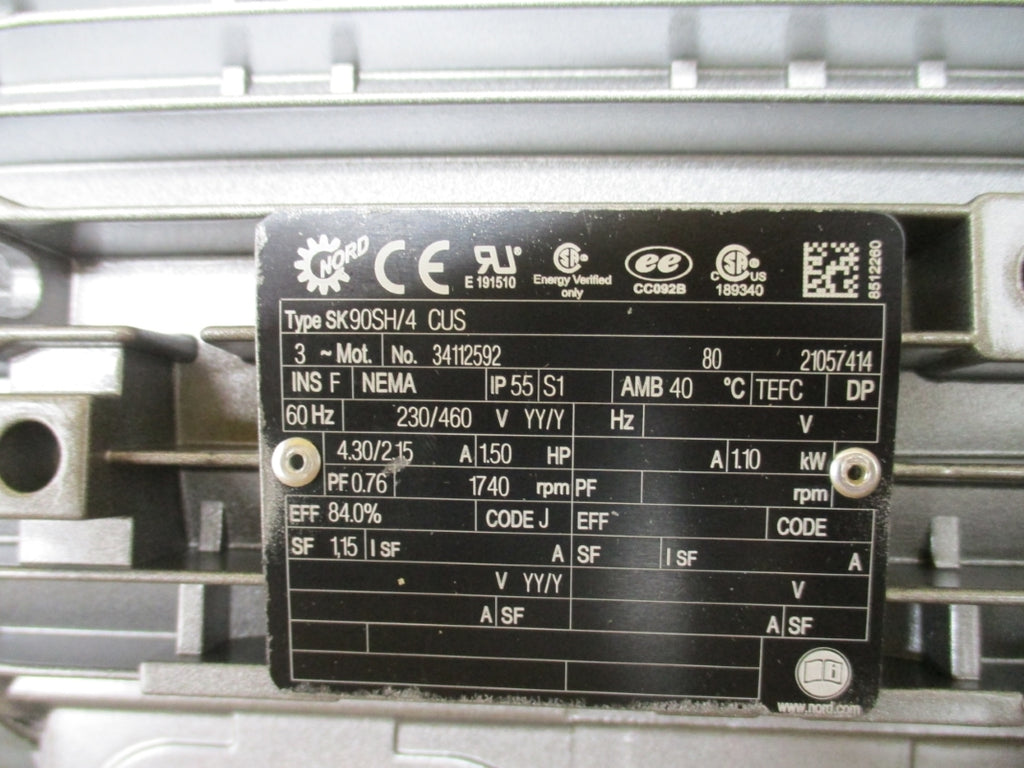 NORD CE RU® E 191510 SA Energy Verified only ee CC092B C SA US 189340 8512260
Type SK90SH/4 CUS
3 ~ Mot. No. 34112592 80 21057414
INS F NEMA IP 55 S1 AMB 40 °C TEFC DP
60 Hz 230/460 V YY/Y Hz V
4.30/2.15 A 1.50 HP A 1.10 kW
PF 0.76 1740 rpm PF rpm
EFF 84.0% CODE J EFF CODE
SF 1,15 I SF A SF I SF A
V YY/Y V
A SF A SF
www.nord.com